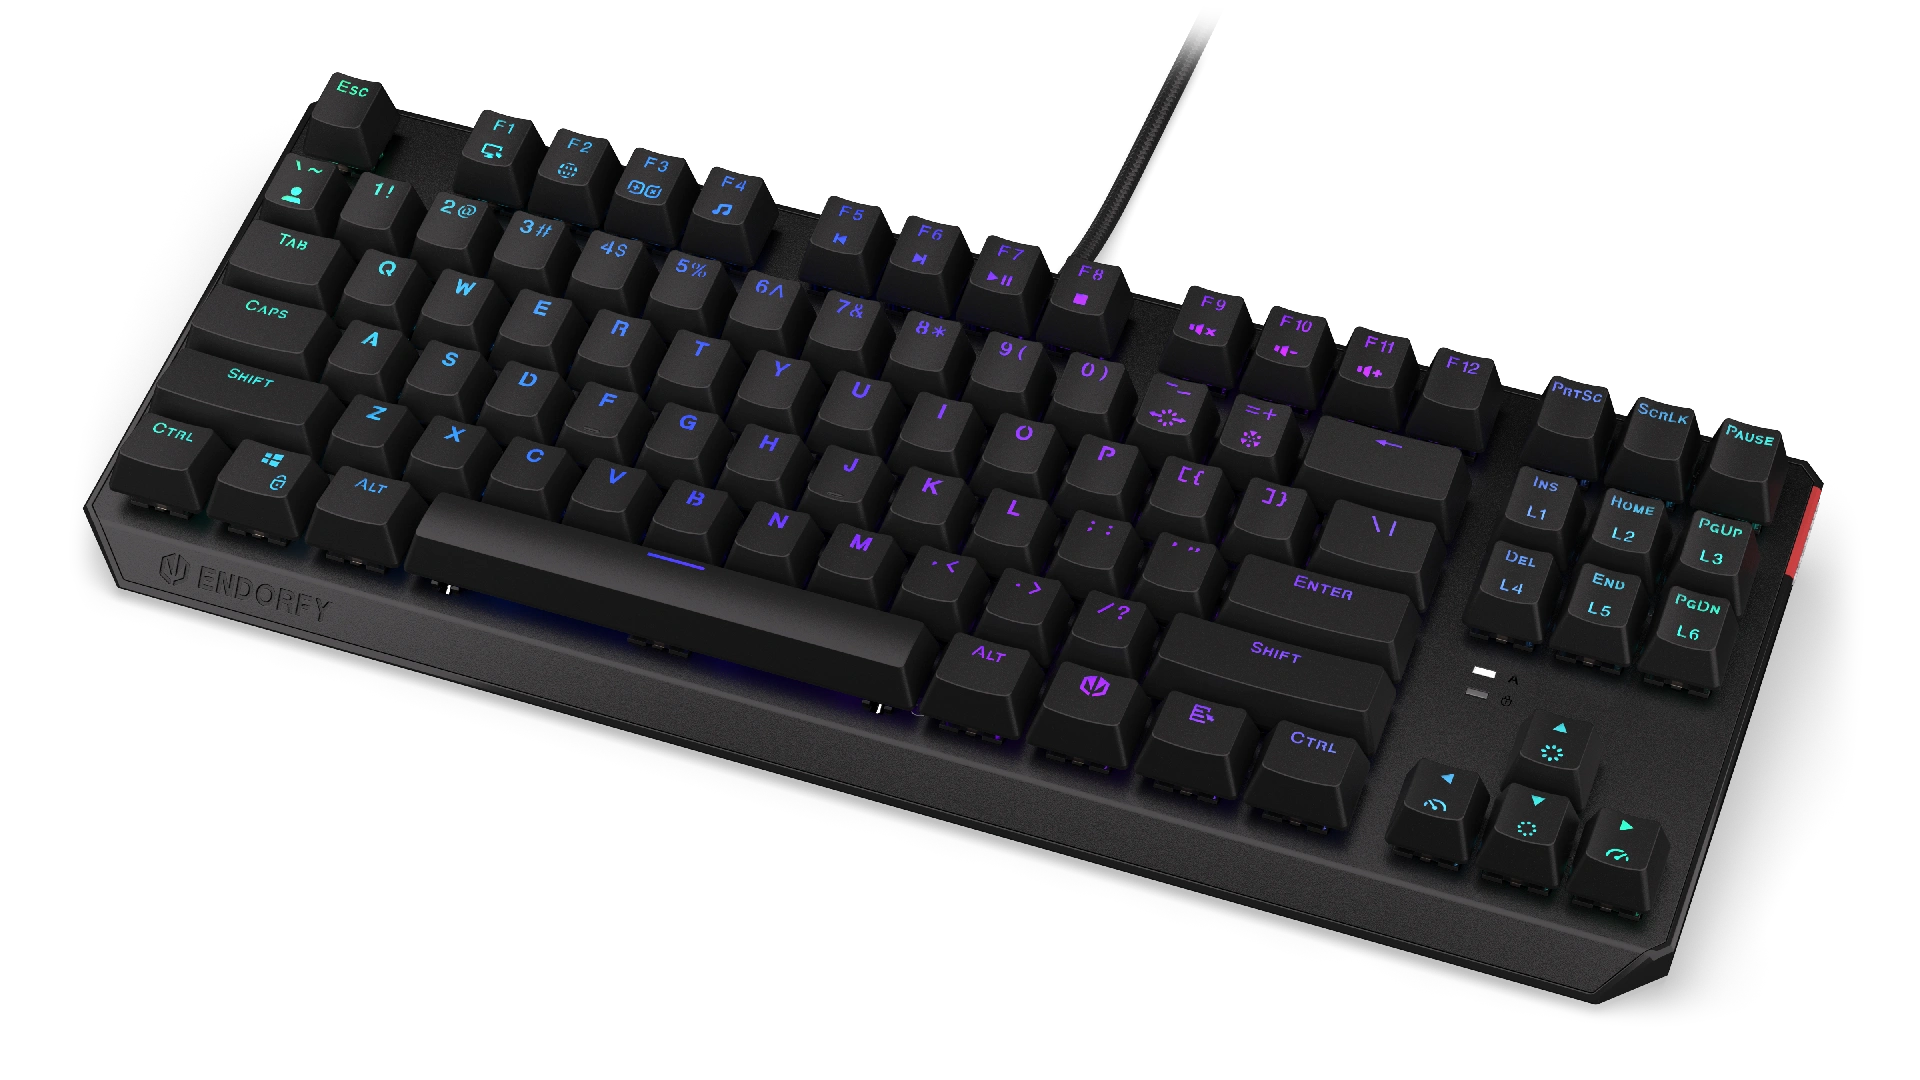 Esc F1 F2 F3 F4 F5 F6 F7 F8 F9 F10 F11 F12 PrtSc ScrLk Pause
\ ~ 1 ! 2 @ 3 # 4 $ 5 % 6 ^ 7 & 8 * 9 ( 0 ) - _ = + Ins L1 Home L2 PgUp L3
Tab Q W E R T Y U I O P [ { ] } \ | Del L4 End L5 PgDn L6
Caps A S D F G H J K L ; : ' " Enter
Shift Z X C V B N M , < . > / ? Shift
Ctrl Alt Alt Ctrl
A
ENDORFY